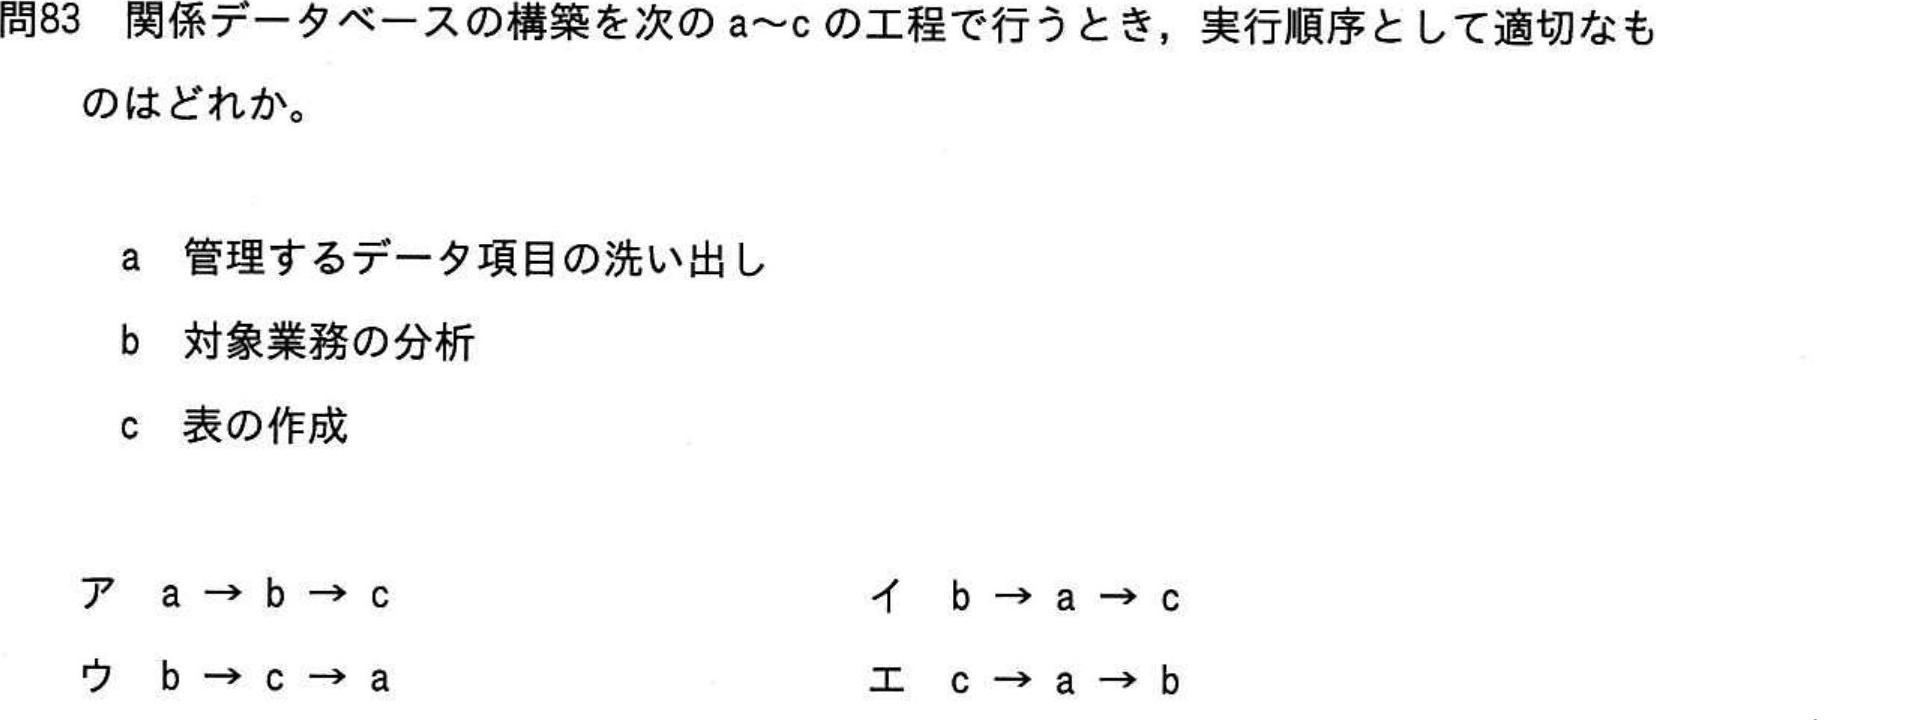 問83 関係データベースの構築を次の a～c の工程で行うとき，実行順序として適切なも
のはどれか。
a 管理するデータ項目の洗い出し
b 対象業務の分析
c 表の作成
ア a → b → c イ b → a → c
ウ b → c → a エ c → a → b